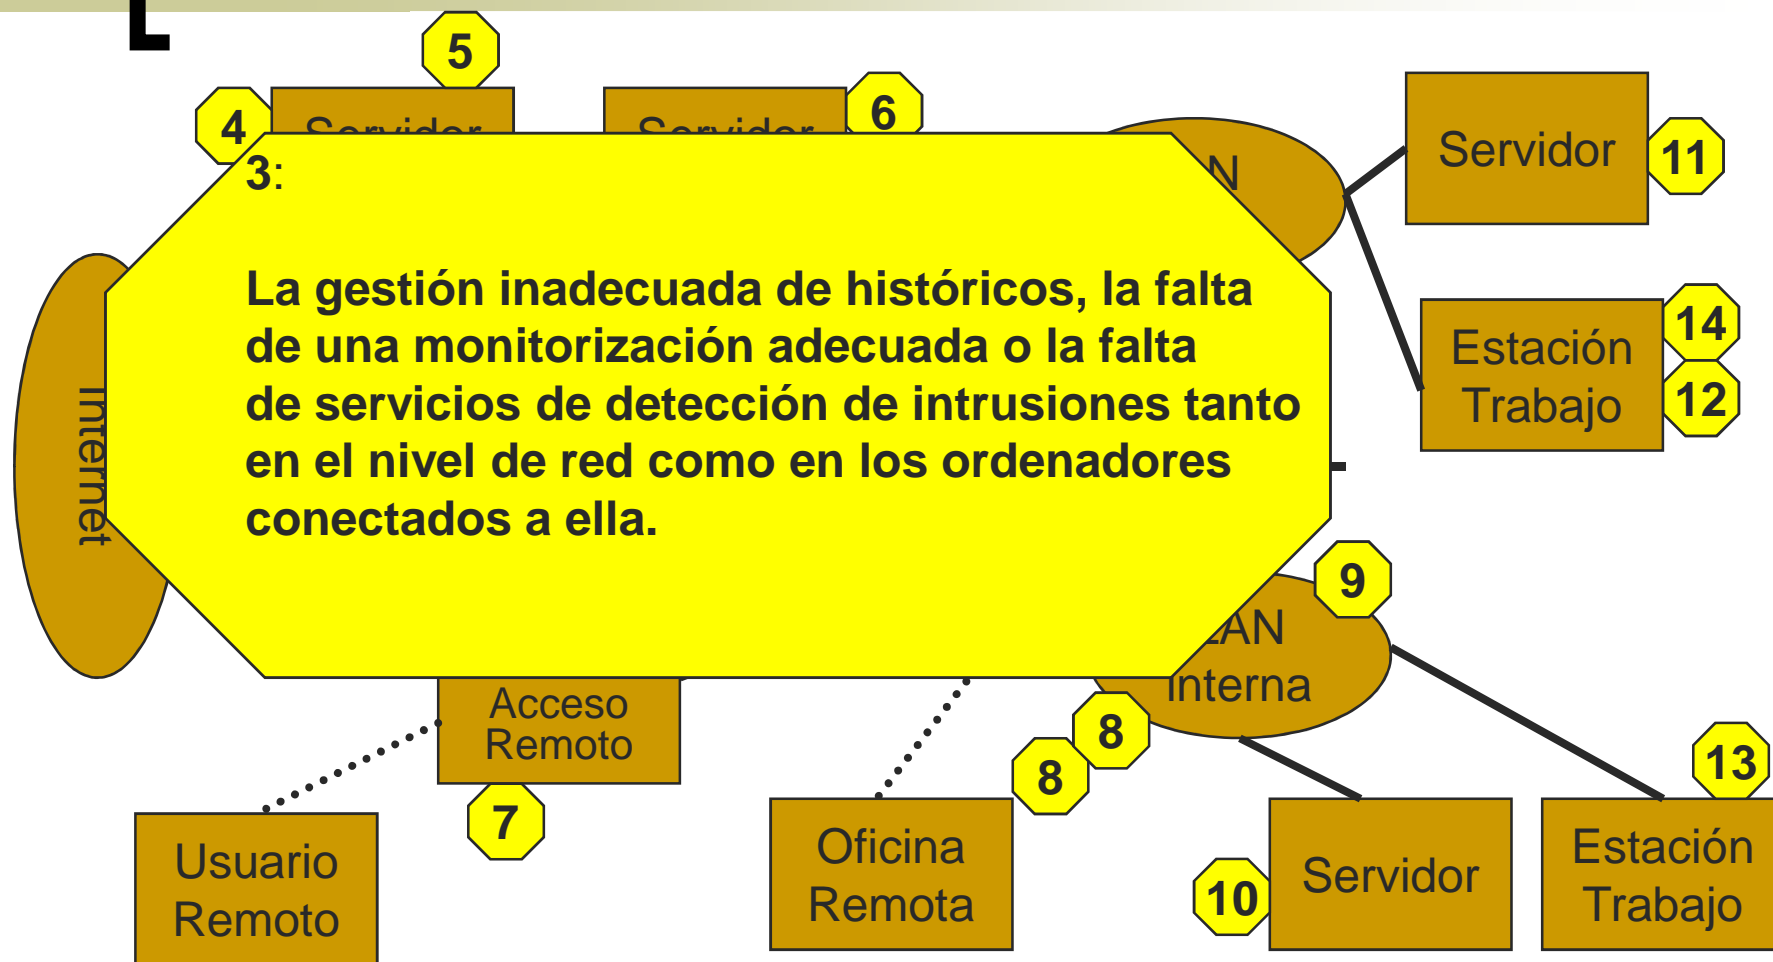 5
4
6
Servidor
Servidor
Servidor
11
3:
La gestión inadecuada de históricos, la falta
de una monitorización adecuada o la falta
de servicios de detección de intrusiones tanto
en el nivel de red como en los ordenadores
conectados a ella.
14
Estación
Trabajo
12
Internet
9
LAN
Interna
Acceso
Remoto
8
8
13
7
Usuario
Remoto
Oficina
Remota
10
Servidor
Estación
Trabajo